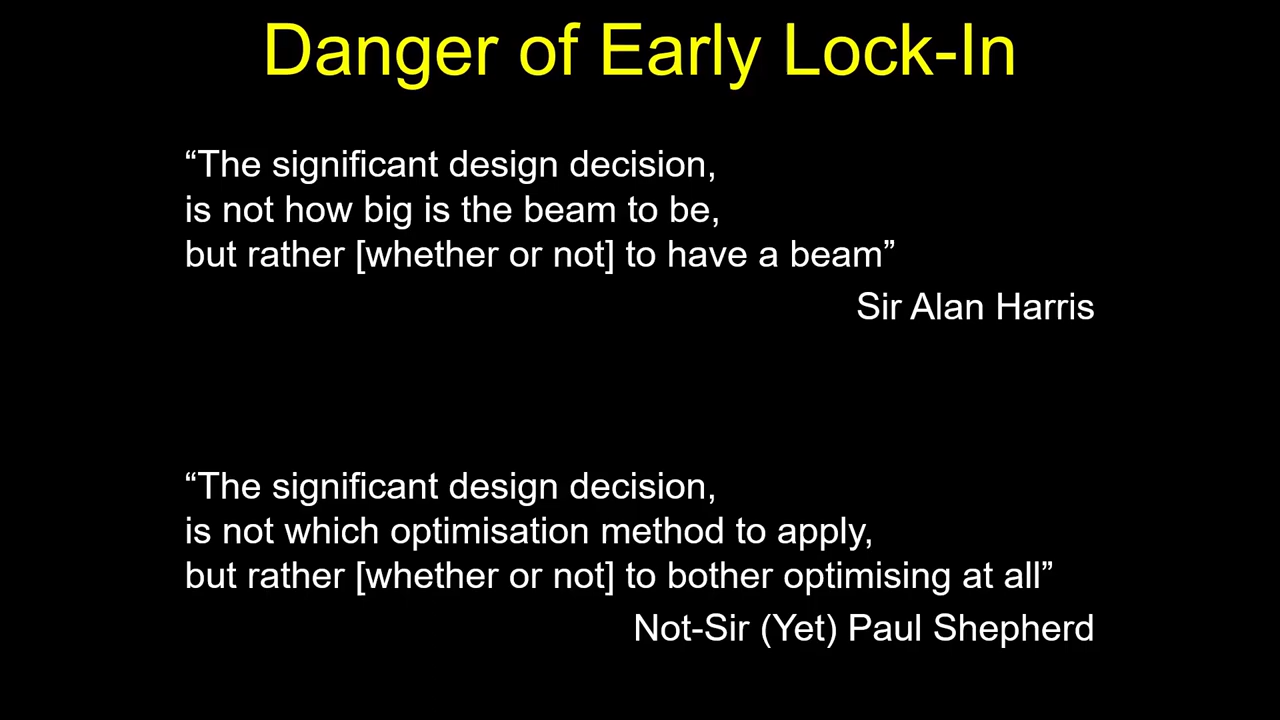 Danger of Early Lock-In
“The significant design decision,
is not how big is the beam to be,
but rather [whether or not] to have a beam”
Sir Alan Harris
“The significant design decision,
is not which optimisation method to apply,
but rather [whether or not] to bother optimising at all”
Not-Sir (Yet) Paul Shepherd